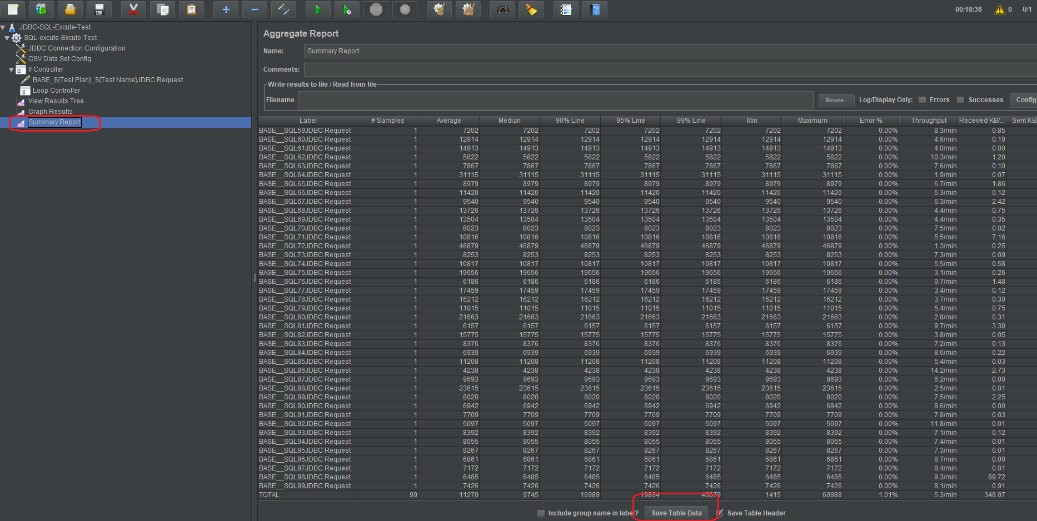 00:18:36 0 0/1
JDBC-SQL-Excute-Test
SQL-excute-Excute-Test
JDBC Connection Configuration
CSV Data Set Config
If Controller
BASE_${Test Plan}_${Test Name}JDBC Request
Loop Controller
View Results Tree
Graph Results
Summary Report
Aggregate Report
Name: Summary Report
Comments:
Write results to file / Read from file
Filename Browse... Log/Display Only: Errors Successes Config
Label # Samples Average Median 90% Line 95% Line 99% Line Min Maximum Error % Throughput Received KB/... Sent KB
BASE__SQL59JDBC Request 1 7202 7202 7202 7202 7202 7202 7202 0.00% 8.3/min 0.85
BASE__SQL60JDBC Request 1 12914 12914 12914 12914 12914 12914 12914 0.00% 4.6/min 0.19
BASE__SQL61JDBC Request 1 14913 14913 14913 14913 14913 14913 14913 0.00% 4.0/min 0.00
BASE__SQL62JDBC Request 1 5822 5822 5822 5822 5822 5822 5822 0.00% 10.3/min 1.20
BASE__SQL63JDBC Request 1 7867 7867 7867 7867 7867 7867 7867 0.00% 7.6/min 0.10
BASE__SQL64JDBC Request 1 31115 31115 31115 31115 31115 31115 31115 0.00% 1.9/min 0.07
BASE__SQL65JDBC Request 1 8979 8979 8979 8979 8979 8979 8979 0.00% 6.7/min 1.86
BASE__SQL66JDBC Request 1 11420 11420 11420 11420 11420 11420 11420 0.00% 5.3/min 0.12
BASE__SQL67JDBC Request 1 9540 9540 9540 9540 9540 9540 9540 0.00% 6.3/min 2.42
BASE__SQL68JDBC Request 1 13726 13726 13726 13726 13726 13726 13726 0.00% 4.4/min 0.75
BASE__SQL69JDBC Request 1 13504 13504 13504 13504 13504 13504 13504 0.00% 4.4/min 0.35
BASE__SQL70JDBC Request 1 8023 8023 8023 8023 8023 8023 8023 0.00% 7.5/min 0.02
BASE__SQL71JDBC Request 1 10816 10816 10816 10816 10816 10816 10816 0.00% 5.5/min 7.16
BASE__SQL72JDBC Request 1 46879 46879 46879 46879 46879 46879 46879 0.00% 1.3/min 0.25
BASE__SQL73JDBC Request 1 8253 8253 8253 8253 8253 8253 8253 0.00% 7.3/min 0.09
BASE__SQL74JDBC Request 1 10817 10817 10817 10817 10817 10817 10817 0.00% 5.5/min 0.58
BASE__SQL75JDBC Request 1 19656 19656 19656 19656 19656 19656 19656 0.00% 3.1/min 0.26
BASE__SQL76JDBC Request 1 6186 6186 6186 6186 6186 6186 6186 0.00% 9.7/min 1.48
BASE__SQL77JDBC Request 1 17459 17459 17459 17459 17459 17459 17459 0.00% 3.4/min 0.12
BASE__SQL78JDBC Request 1 16212 16212 16212 16212 16212 16212 16212 0.00% 3.7/min 0.30
BASE__SQL79JDBC Request 1 11015 11015 11015 11015 11015 11015 11015 0.00% 5.4/min 0.75
BASE__SQL80JDBC Request 1 21663 21663 21663 21663 21663 21663 21663 0.00% 2.8/min 0.31
BASE__SQL81JDBC Request 1 6157 6157 6157 6157 6157 6157 6157 0.00% 9.7/min 3.30
BASE__SQL82JDBC Request 1 15775 15775 15775 15775 15775 15775 15775 0.00% 3.8/min 0.05
BASE__SQL83JDBC Request 1 8376 8376 8376 8376 8376 8376 8376 0.00% 7.2/min 0.13
BASE__SQL84JDBC Request 1 6939 6939 6939 6939 6939 6939 6939 0.00% 8.6/min 0.22
BASE__SQL85JDBC Request 1 11208 11208 11208 11208 11208 11208 11208 0.00% 5.4/min 0.03
BASE__SQL86JDBC Request 1 4238 4238 4238 4238 4238 4238 4238 0.00% 14.2/min 2.73
BASE__SQL87JDBC Request 1 9693 9693 9693 9693 9693 9693 9693 0.00% 6.2/min 0.00
BASE__SQL88JDBC Request 1 23615 23615 23615 23615 23615 23615 23615 0.00% 2.5/min 0.01
BASE__SQL89JDBC Request 1 8020 8020 8020 8020 8020 8020 8020 0.00% 7.5/min 2.25
BASE__SQL90JDBC Request 1 6942 6942 6942 6942 6942 6942 6942 0.00% 8.6/min 0.00
BASE__SQL91JDBC Request 1 7709 7709 7709 7709 7709 7709 7709 0.00% 7.8/min 0.03
BASE__SQL92JDBC Request 1 5097 5097 5097 5097 5097 5097 5097 0.00% 11.8/min 0.01
BASE__SQL93JDBC Request 1 8392 8392 8392 8392 8392 8392 8392 0.00% 7.1/min 0.12
BASE__SQL94JDBC Request 1 8055 8055 8055 8055 8055 8055 8055 0.00% 7.4/min 0.01
BASE__SQL95JDBC Request 1 8267 8267 8267 8267 8267 8267 8267 0.00% 7.3/min 0.01
BASE__SQL96JDBC Request 1 6861 6861 6861 6861 6861 6861 6861 0.00% 8.7/min 0.00
BASE__SQL97JDBC Request 1 7172 7172 7172 7172 7172 7172 7172 0.00% 8.4/min 0.01
BASE__SQL98JDBC Request 1 6485 6485 6485 6485 6485 6485 6485 0.00% 9.3/min 89.72
BASE__SQL99JDBC Request 1 7426 7426 7426 7426 7426 7426 7426 0.00% 8.1/min 0.91
TOTAL 99 11270 9745 16989 1415 60988 1.01% 5.3/min 348.07
Include group name in label? Save Table Data Save Table Header